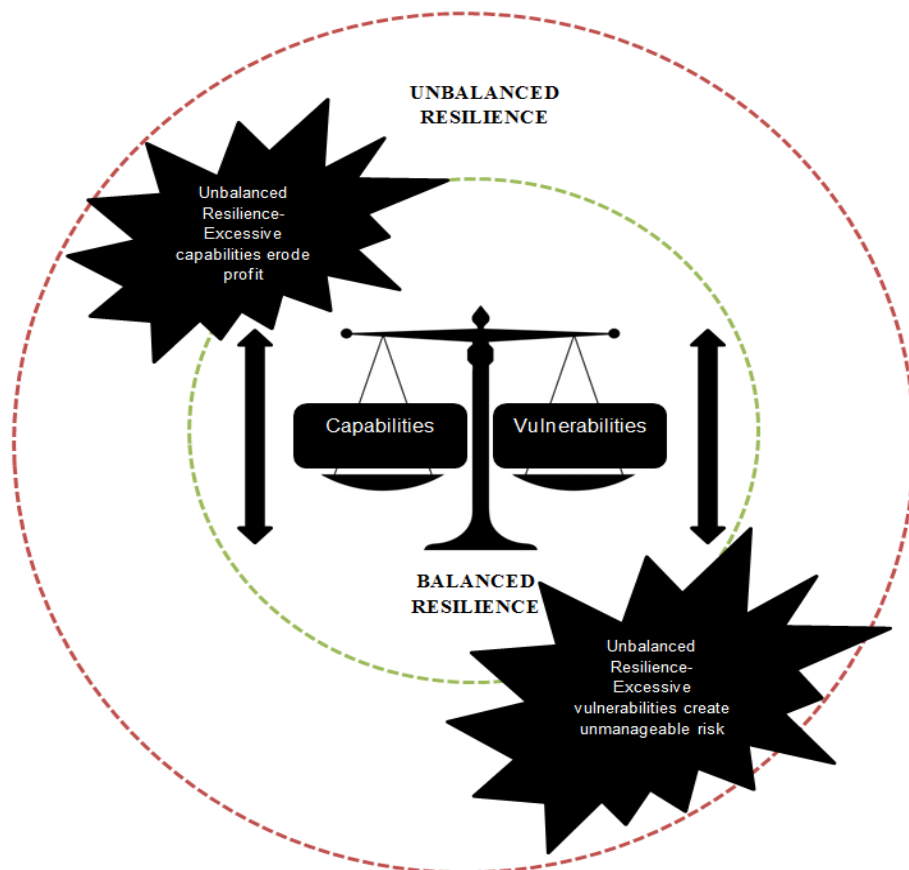 UNBALANCED
RESILIENCE
Unbalanced
Resilience-
Excessive
capabilities erode
profit
Capabilities
Vulnerabilities
BALANCED
RESILIENCE
Unbalanced
Resilience-
Excessive
vulnerabilities create
unmanageable risk